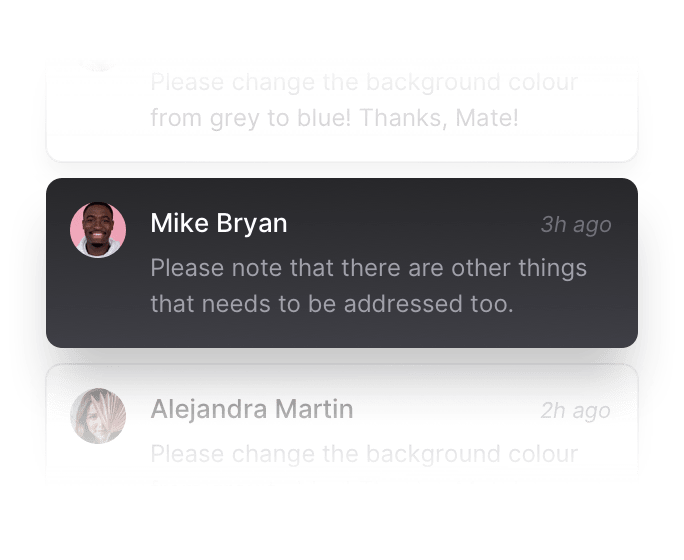 Please change the background colour
from grey to blue! Thanks, Mate!
Mike Bryan
3h ago
Please note that there are other things
that needs to be addressed too.
Alejandra Martin
2h ago
Please change the background colour